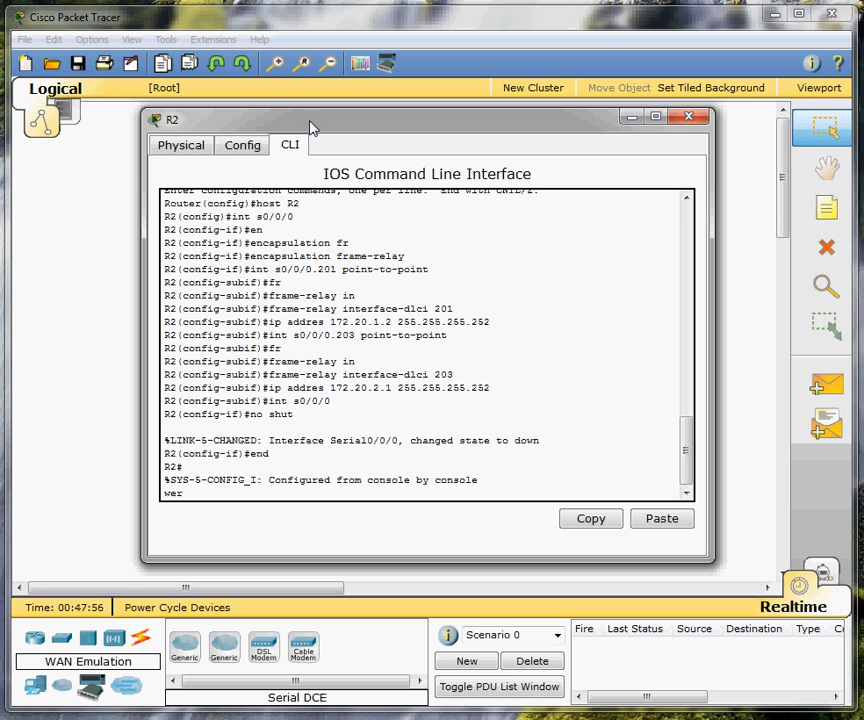 Cisco Packet Tracer
File Edit Options View Tools Extensions Help
Logical
[Root]
New Cluster
Move Object
Set Tiled Background
Viewport
R2
Physical
Config
CLI
IOS Command Line Interface
Enter configuration commands, one per line. End with CNTL/Z.
Router(config)#host R2
R2(config)#int s0/0/0
R2(config-if)#en
R2(config-if)#encapsulation fr
R2(config-if)#encapsulation frame-relay
R2(config-if)#int s0/0/0.201 point-to-point
R2(config-subif)#fr
R2(config-subif)#frame-relay in
R2(config-subif)#frame-relay interface-dlci 201
R2(config-subif)#ip addres 172.20.1.2 255.255.255.252
R2(config-subif)#int s0/0/0.203 point-to-point
R2(config-subif)#fr
R2(config-subif)#frame-relay in
R2(config-subif)#frame-relay interface-dlci 203
R2(config-subif)#ip addres 172.20.2.1 255.255.255.252
R2(config-subif)#int s0/0/0
R2(config-if)#no shut
%LINK-5-CHANGED: Interface Serial0/0/0, changed state to down
R2(config-if)#end
R2#
%SYS-5-CONFIG_I: Configured from console by console
wer
Copy
Paste
Time: 00:47:56
Power Cycle Devices
Realtime
WAN Emulation
Generic
Generic
DSL Modem
Cable Modem
Serial DCE
Scenario 0
New
Delete
Toggle PDU List Window
Fire
Last Status
Source
Destination
Type